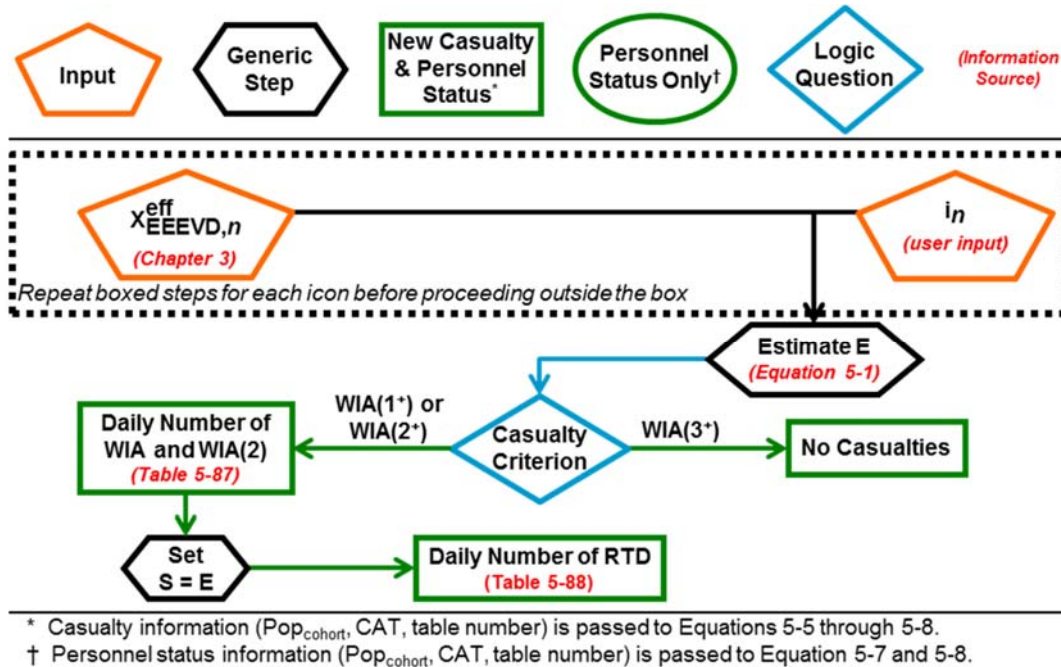 Input
Generic
Step
New Casualty
& Personnel
Status*
Personnel
Status Only†
Logic
Question
(Information
Source)
X^eff_EEEVD,n
(Chapter 3)
i_n
(user input)
Repeat boxed steps for each icon before proceeding outside the box
Estimate E
(Equation 5-1)
WIA(1⁺) or
WIA(2⁺)
Casualty
Criterion
WIA(3⁺)
No Casualties
Daily Number of
WIA and WIA(2)
(Table 5-87)
Set
S = E
Daily Number of RTD
(Table 5-88)
* Casualty information (Pop_cohort, CAT, table number) is passed to Equations 5-5 through 5-8.
† Personnel status information (Pop_cohort, CAT, table number) is passed to Equation 5-7 and 5-8.